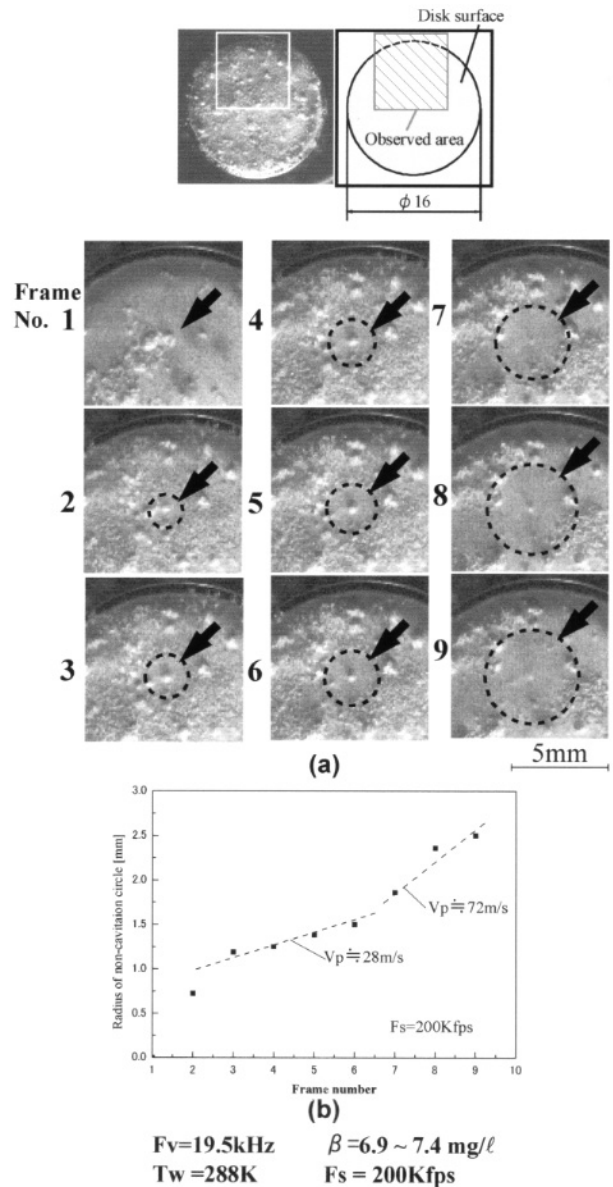 Disk surface
Observed area
ϕ 16
Frame
No. 1
4
7
2
5
8
3
6
9
(a)
5mm
Radius of non-cavitaion circle [mm]
3.0
2.5
2.0
1.5
1.0
0.5
0.0
Vp≒72m/s
Vp≒28m/s
Fs=200Kfps
1 2 3 4 5 6 7 8 9 10
Frame number
(b)
Fv=19.5kHz β=6.9 ~ 7.4 mg/ℓ
Tw =288K Fs = 200Kfps